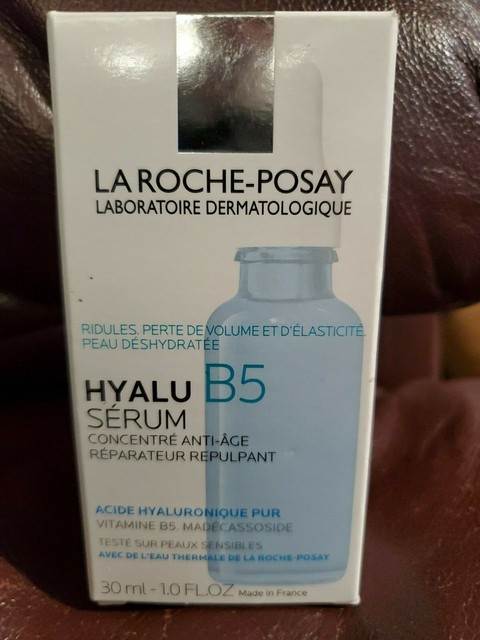 LA ROCHE-POSAY
LABORATOIRE DERMATOLOGIQUE
RIDULES. PERTE DE VOLUME ET D'ÉLASTICITÉ.
PEAU DÉSHYDRATÉE
HYALU B5
SÉRUM
CONCENTRÉ ANTI-ÂGE
RÉPARATEUR REPULPANT
ACIDE HYALURONIQUE PUR
VITAMINE B5. MADÉCASSOSIDE
TESTÉ SUR PEAUX SENSIBLES
AVEC DE L'EAU THERMALE DE LA ROCHE-POSAY
30 ml - 1.0 FL.OZ Made in France